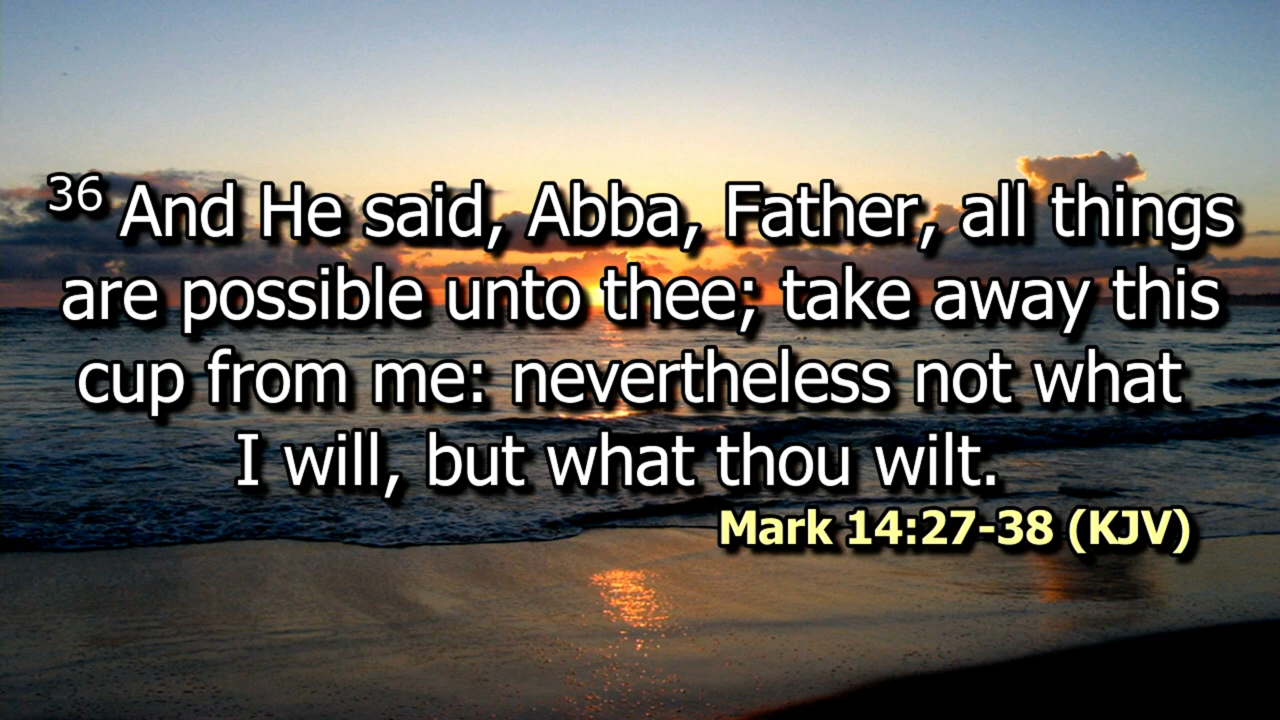 36 And He said, Abba, Father, all things
are possible unto thee; take away this
cup from me: nevertheless not what
I will, but what thou wilt.
Mark 14:27-38 (KJV)